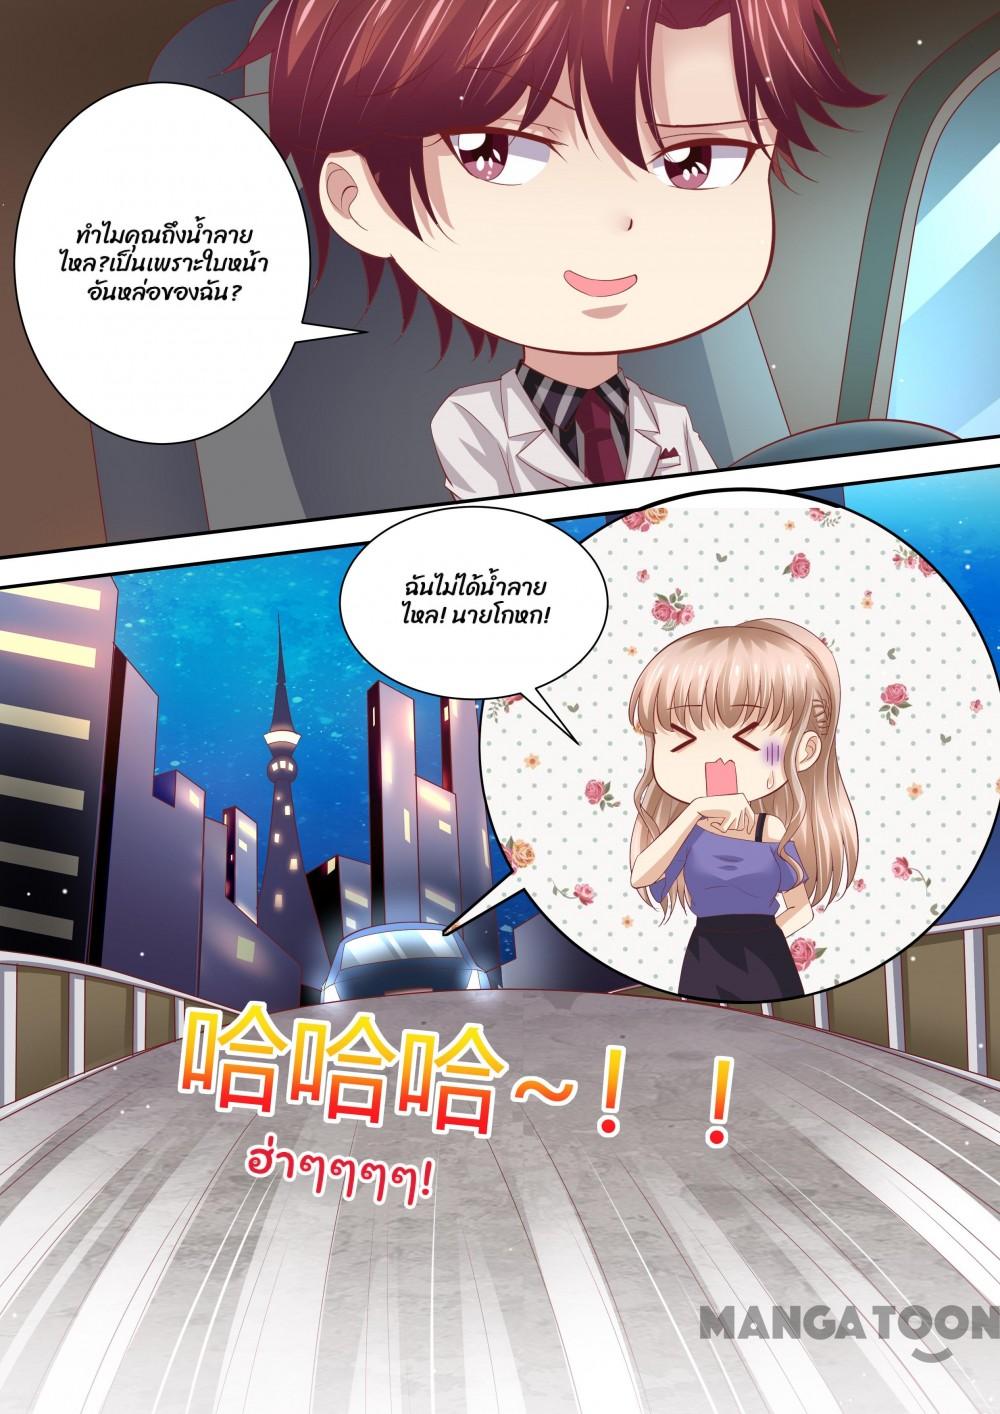 ทำไมคุณถึงน้ำลาย
ไหล?เป็นเพราะใบหน้า
อันหล่อของฉัน?
ฉันไม่ได้น้ำลาย
ไหล! นายโกหก!
哈哈哈~！！
ฮ่าๆๆๆๆ!
MANGATOON